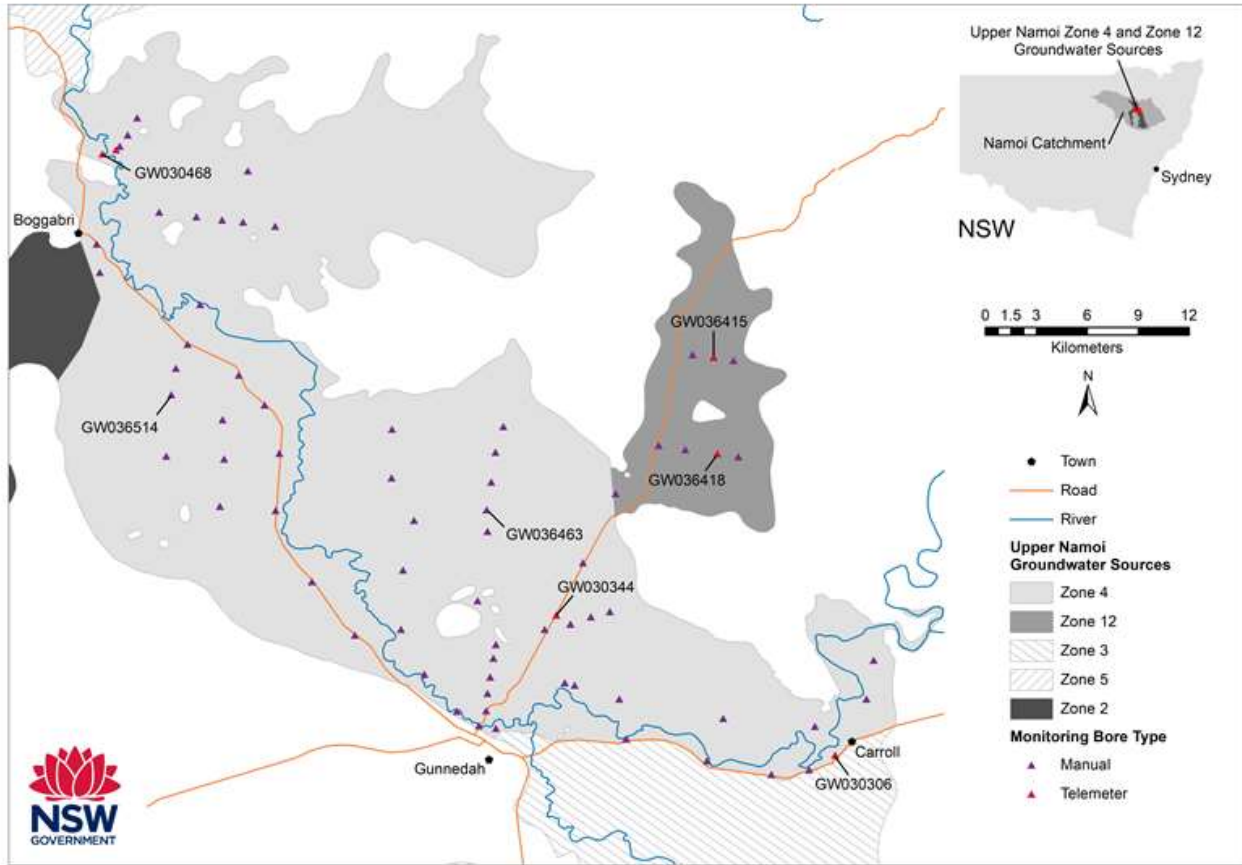 Upper Namoi Zone 4 and Zone 12
Groundwater Sources
Namoi Catchment
Sydney
NSW
GW030468
Boggabri
GW036415
0 1.5 3 6 9 12
Kilometers
N
GW036514
GW036418
GW036463
GW030344
Town
Road
River
Upper Namoi
Groundwater Sources
Zone 4
Zone 12
Zone 3
Zone 5
Zone 2
Monitoring Bore Type
Manual
Telemeter
Carroll
Gunnedah
GW030306
NSW
GOVERNMENT